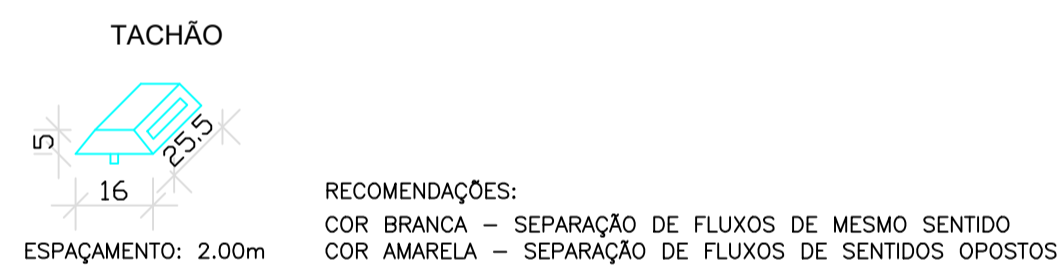 TACHÃO
5
25.5
16
ESPAÇAMENTO: 2.00m
RECOMENDAÇÕES:
COR BRANCA – SEPARAÇÃO DE FLUXOS DE MESMO SENTIDO
COR AMARELA – SEPARAÇÃO DE FLUXOS DE SENTIDOS OPOSTOS